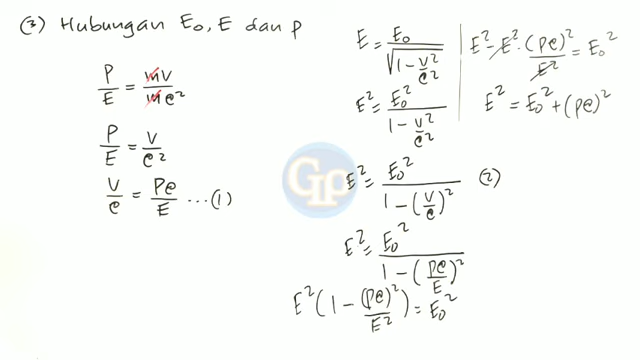 (3) Hubungan E₀, E dan p
P/E = mv/mc²
P/E = v/c²
v/c = pc/E ...(1)
E = E₀/√(1 - v²/c²)
E² = E₀²/(1 - v²/c²)
E² = E₀²/(1 - (v/c)²) (2)
E² = E₀²/(1 - (pc/E)²)
E²(1 - (pc)²/E²) = E₀²
E² - E² · (pc)²/E² = E₀²
E² = E₀² + (pc)²
GIP